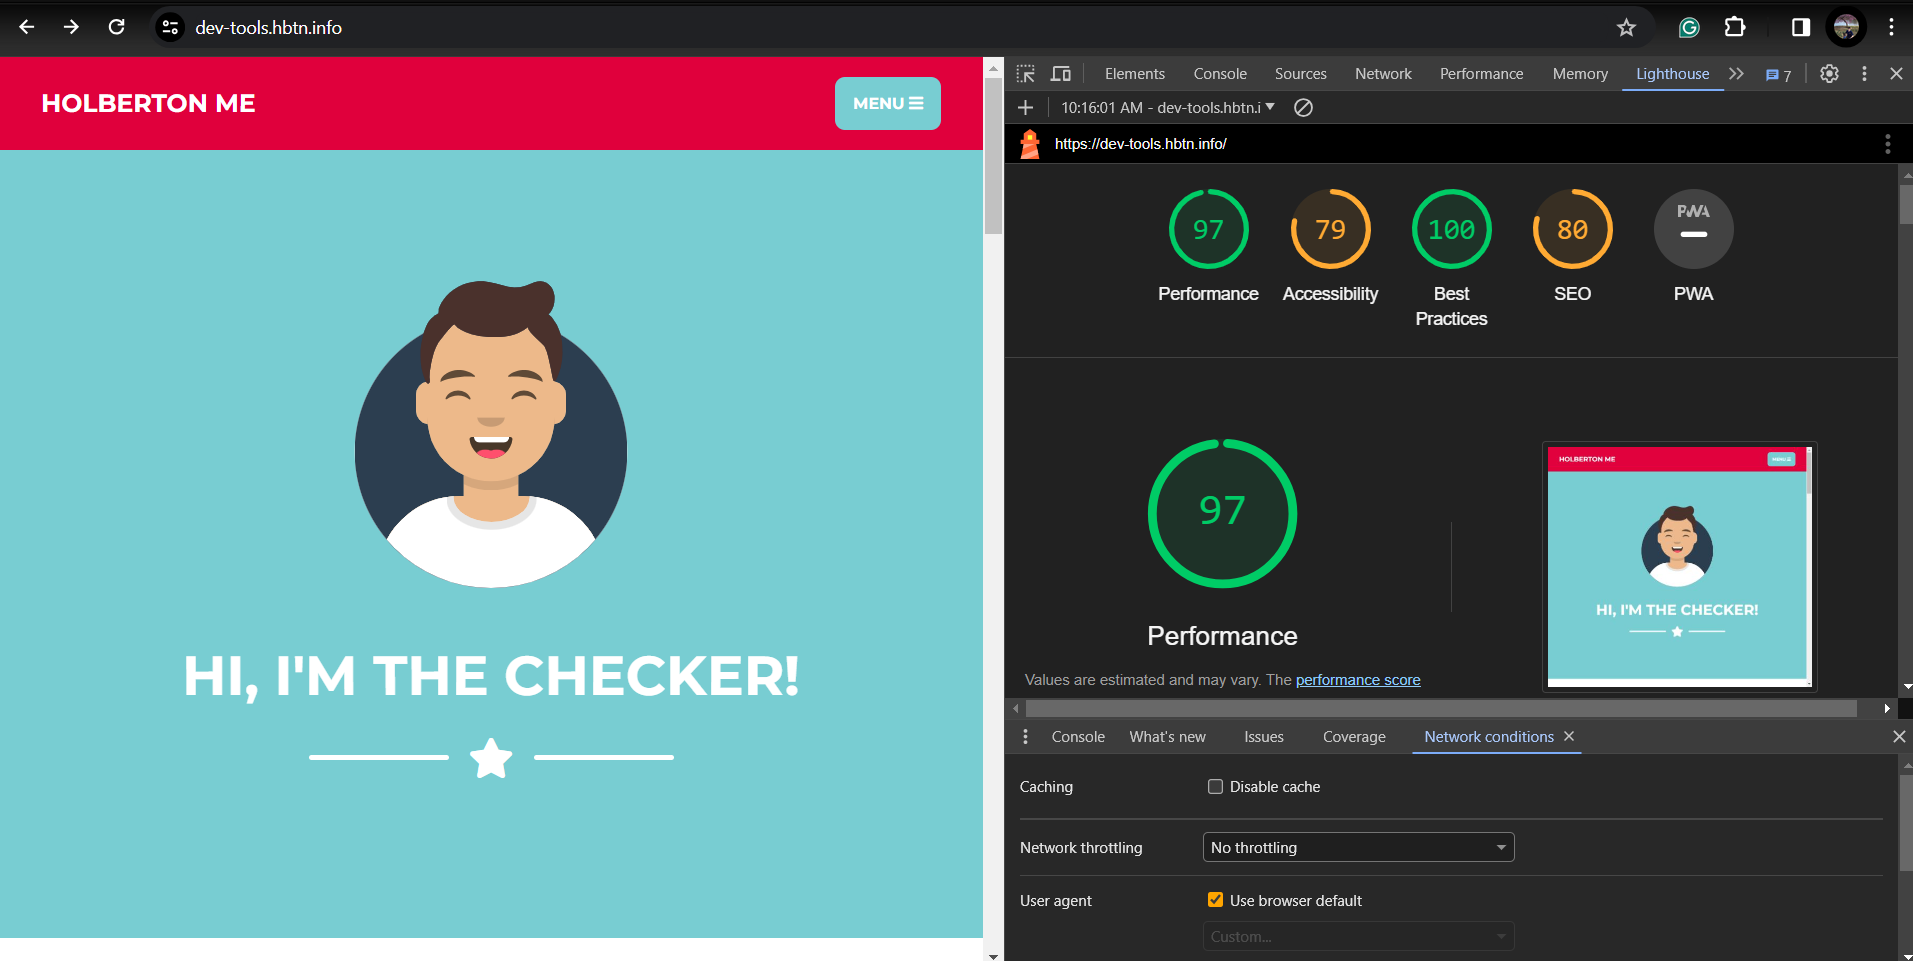 dev-tools.hbtn.info
HOLBERTON ME
MENU
HI, I'M THE CHECKER!
Elements Console Sources Network Performance Memory Lighthouse 7
10:16:01 AM - dev-tools.hbtn.i
https://dev-tools.hbtn.info/
97 79 100 80 PWA
Performance Accessibility Best Practices SEO PWA
97
Performance
Values are estimated and may vary. The performance score
HOLBERTON ME
HI, I'M THE CHECKER!
Console What's new Issues Coverage Network conditions
Caching Disable cache
Network throttling No throttling
User agent Use browser default
Custom...